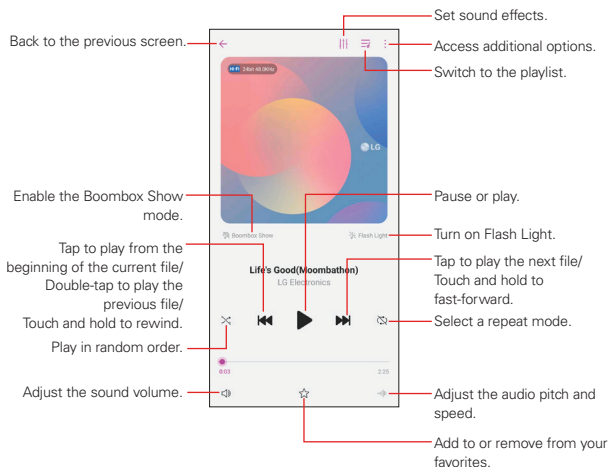 Set sound effects.
Back to the previous screen.
Access additional options.
Switch to the playlist.
HI-FI 24bit 48.0KHz
LG
Enable the Boombox Show
mode.
Pause or play.
Boombox Show
Flash Light
Turn on Flash Light.
Tap to play from the
beginning of the current file/
Double-tap to play the
previous file/
Touch and hold to rewind.
Tap to play the next file/
Touch and hold to
fast-forward.
Life's Good(Moombathon)
LG Electronics
Select a repeat mode.
Play in random order.
0:03
2:25
Adjust the sound volume.
Adjust the audio pitch and
speed.
Add to or remove from your
favorites.